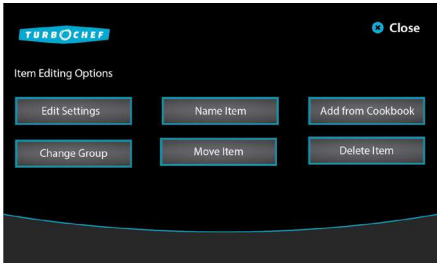 TURBOCHEF
Close
Item Editing Options
Edit Settings
Name Item
Add from Cookbook
Change Group
Move Item
Delete Item